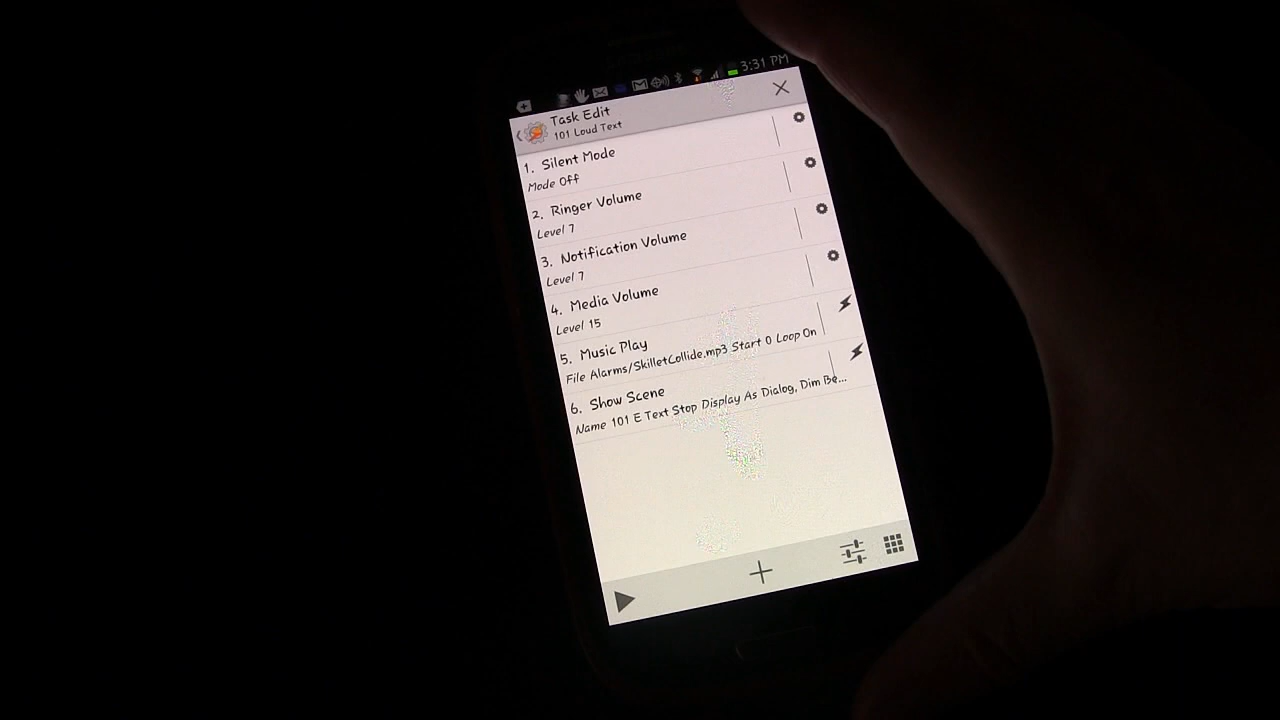 3:31 PM
Task Edit
101 Loud Text
1. Silent Mode
Mode Off
2. Ringer Volume
Level 7
3. Notification Volume
Level 7
4. Media Volume
Level 15
5. Music Play
File Alarms/SkilletCollide.mp3 Start 0 Loop On
6. Show Scene
Name 101 E Text Stop Display As Dialog, Dim Be...